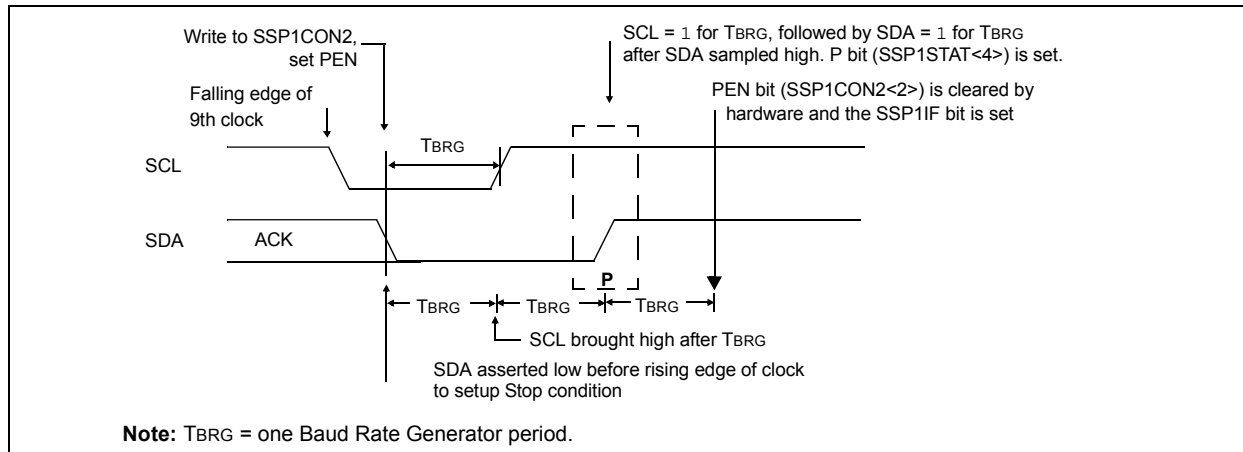 Write to SSP1CON2,
set PEN
SCL = 1 for TBRG, followed by SDA = 1 for TBRG
after SDA sampled high. P bit (SSP1STAT<4>) is set.
Falling edge of
9th clock
PEN bit (SSP1CON2<2>) is cleared by
hardware and the SSP1IF bit is set
TBRG
SCL
SDA
ACK
P
TBRG
TBRG
TBRG
SCL brought high after TBRG
SDA asserted low before rising edge of clock
to setup Stop condition
Note: TBRG = one Baud Rate Generator period.